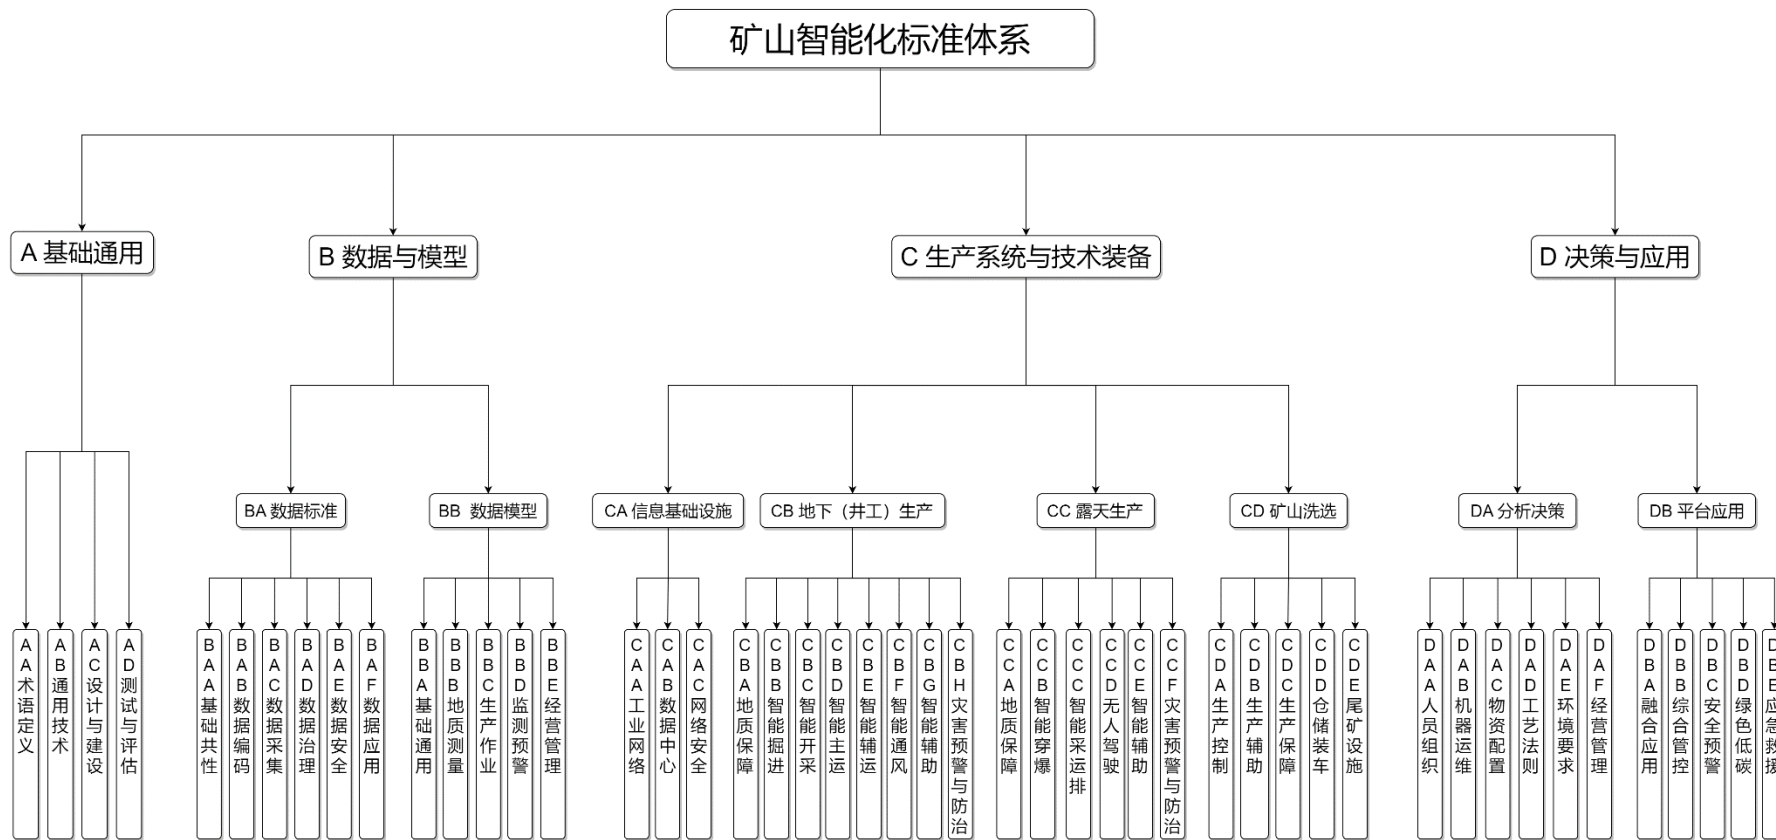 矿山智能化标准体系
A 基础通用
B 数据与模型
C 生产系统与技术装备
D 决策与应用
BA 数据标准
BB 数据模型
CA 信息基础设施
CB 地下（井工）生产
CC 露天生产
CD 矿山洗选
DA 分析决策
DB 平台应用
AA术语定义
AB通用技术
AC设计与建设
AD测试与评估
BAA基础共性
BAB数据编码
BAC数据采集
BAD数据治理
BAE数据安全
BAF数据应用
BBA基础通用
BBB地质测量
BBC生产作业
BBD监测预警
BBE经营管理
CAA工业网络
CAB数据中心
CAC网络安全
CBA地质保障
CBB智能掘进
CBC智能开采
CBD智能主运
CBE智能辅运
CBF智能通风
CBG智能辅助
CBH灾害预警与防治
CCA地质保障
CCB智能穿爆
CCC智能采运排
CCD无人驾驶
CCE智能辅助
CCF灾害预警与防治
CDA生产控制
CDB生产辅助
CDC生产保障
CDD仓储装车
CDE尾矿设施
DAA人员组织
DAB机器运维
DAC物资配置
DAD工艺法则
DAE环境要求
DAF经营管理
DBA融合应用
DBB综合管控
DBC安全预警
DBD绿色低碳
DBE应急救援